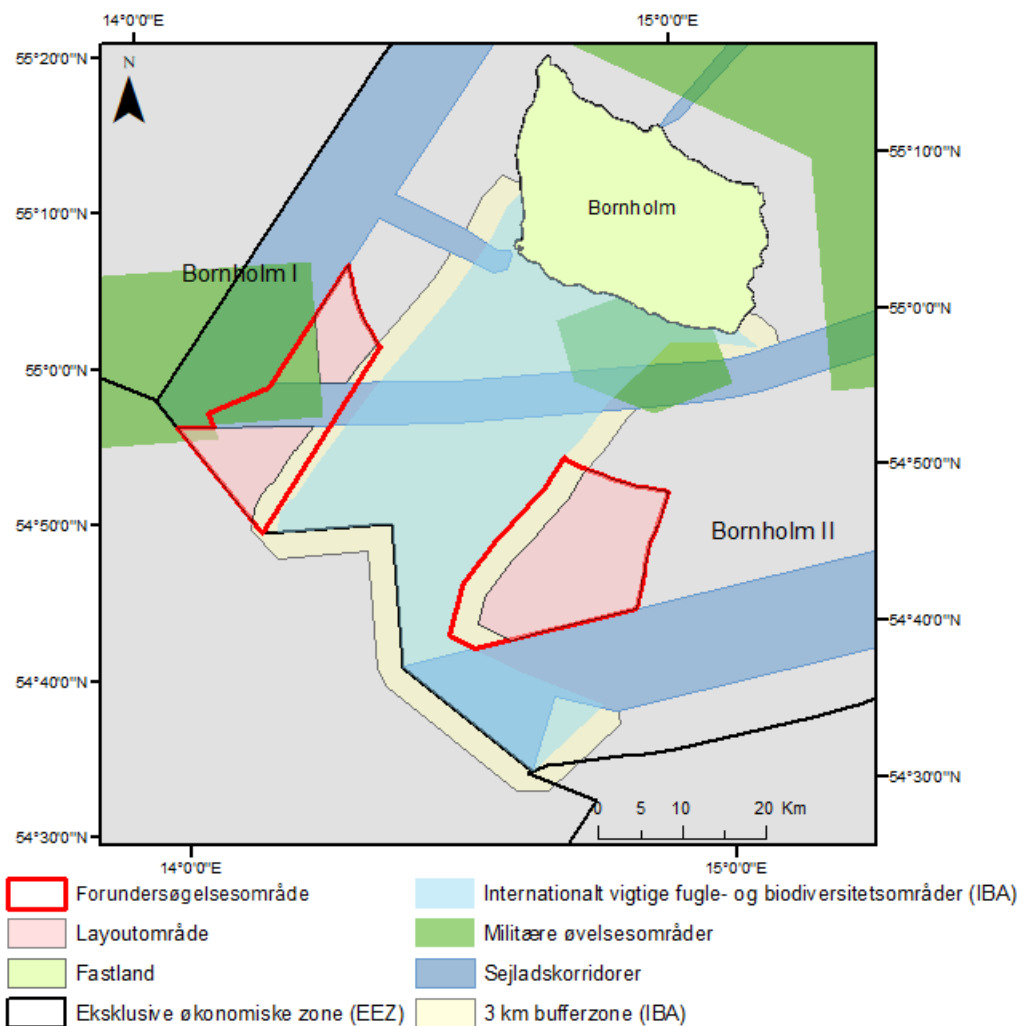 14°0'0"E 15°0'0"E
55°20'0"N
N
55°10'0"N
Bornholm
55°10'0"N
Bornholm I
55°0'0"N
55°0'0"N
54°50'0"N
54°50'0"N
Bornholm II
54°40'0"N
54°40'0"N
54°30'0"N
0 5 10 20 Km
54°30'0"N
14°0'0"E 15°0'0"E
Forundersøgelsesområde
Layoutområde
Fastland
Eksklusive økonomiske zone (EEZ)
Internationalt vigtige fugle- og biodiversitetsområder (IBA)
Militære øvelsesområder
Sejladskorridorer
3 km bufferzone (IBA)